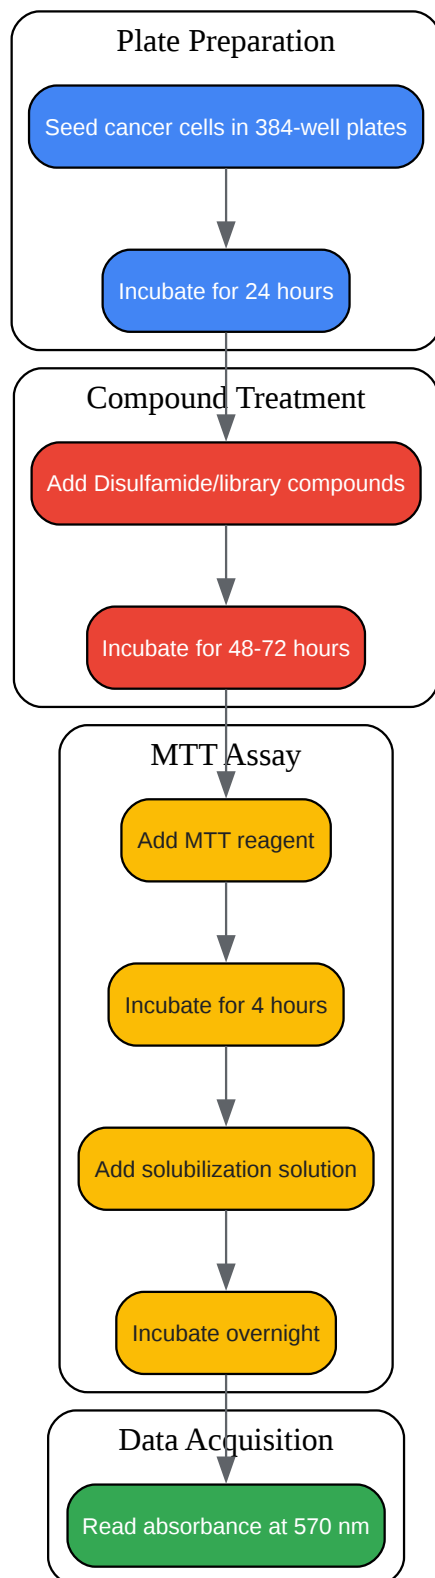 Plate Preparation
Seed cancer cells in 384-well plates
Incubate for 24 hours
Compound Treatment
Add Disulfamide/library compounds
Incubate for 48-72 hours
MTT Assay
Add MTT reagent
Incubate for 4 hours
Add solubilization solution
Incubate overnight
Data Acquisition
Read absorbance at 570 nm